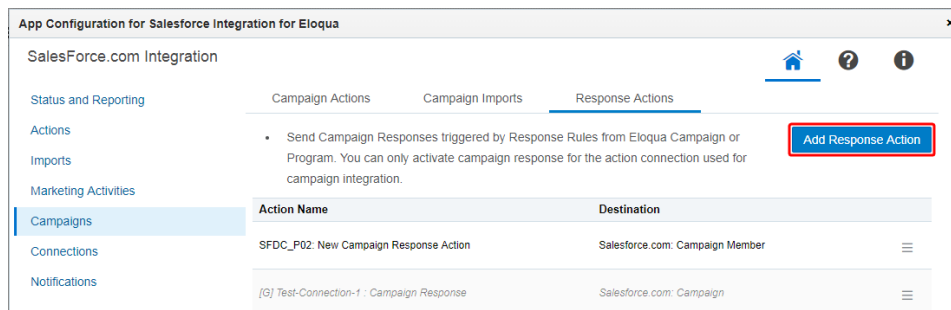 App Configuration for Salesforce Integration for Eloqua
SalesForce.com Integration
Status and Reporting
Actions
Imports
Marketing Activities
Campaigns
Connections
Notifications
Campaign Actions Campaign Imports Response Actions
• Send Campaign Responses triggered by Response Rules from Eloqua Campaign or
Program. You can only activate campaign response for the action connection used for
campaign integration.
Add Response Action
Action Name Destination
SFDC_P02: New Campaign Response Action Salesforce.com: Campaign Member
[G] Test-Connection-1 : Campaign Response Salesforce.com: Campaign